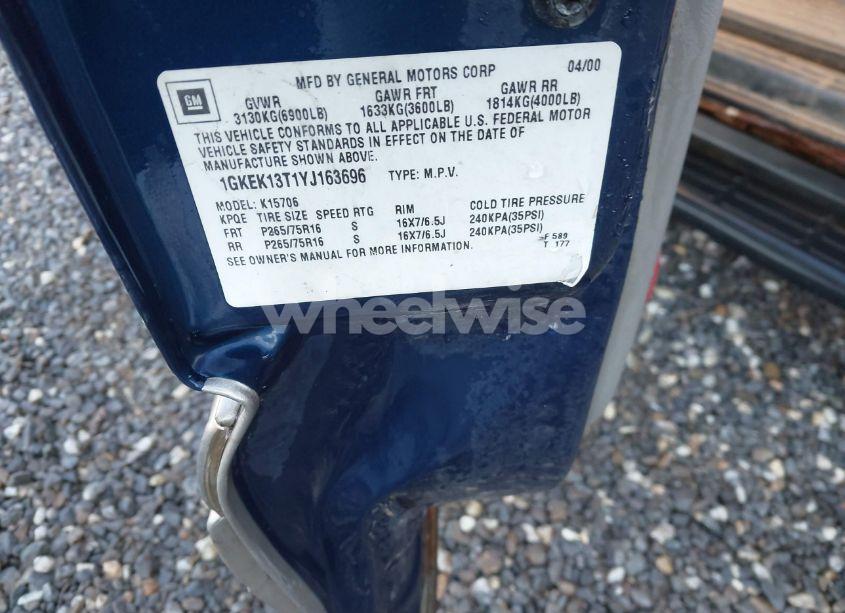 MFD BY GENERAL MOTORS CORP 04/00
GM
GVWR GAWR FRT GAWR RR
3130KG(6900LB) 1633KG(3600LB) 1814KG(4000LB)
THIS VEHICLE CONFORMS TO ALL APPLICABLE U.S. FEDERAL MOTOR
VEHICLE SAFETY STANDARDS IN EFFECT ON THE DATE OF
MANUFACTURE SHOWN ABOVE.
1GKEK13T1YJ163696 TYPE: M.P.V.
MODEL: K15706
KPQE TIRE SIZE SPEED RTG RIM COLD TIRE PRESSURE
FRT P265/75R16 S 16X7/6.5J 240KPA(35PSI)
RR P265/75R16 S 16X7/6.5J 240KPA(35PSI)
SEE OWNER'S MANUAL FOR MORE INFORMATION.
F 589
T 177
wheelwise